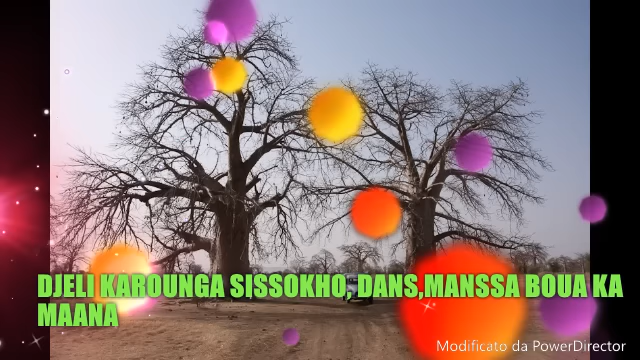 DJELI KAROUNGA SISSOKHO, DANS,MANSSA BOUA KA
MAANA
Modificato da PowerDirector